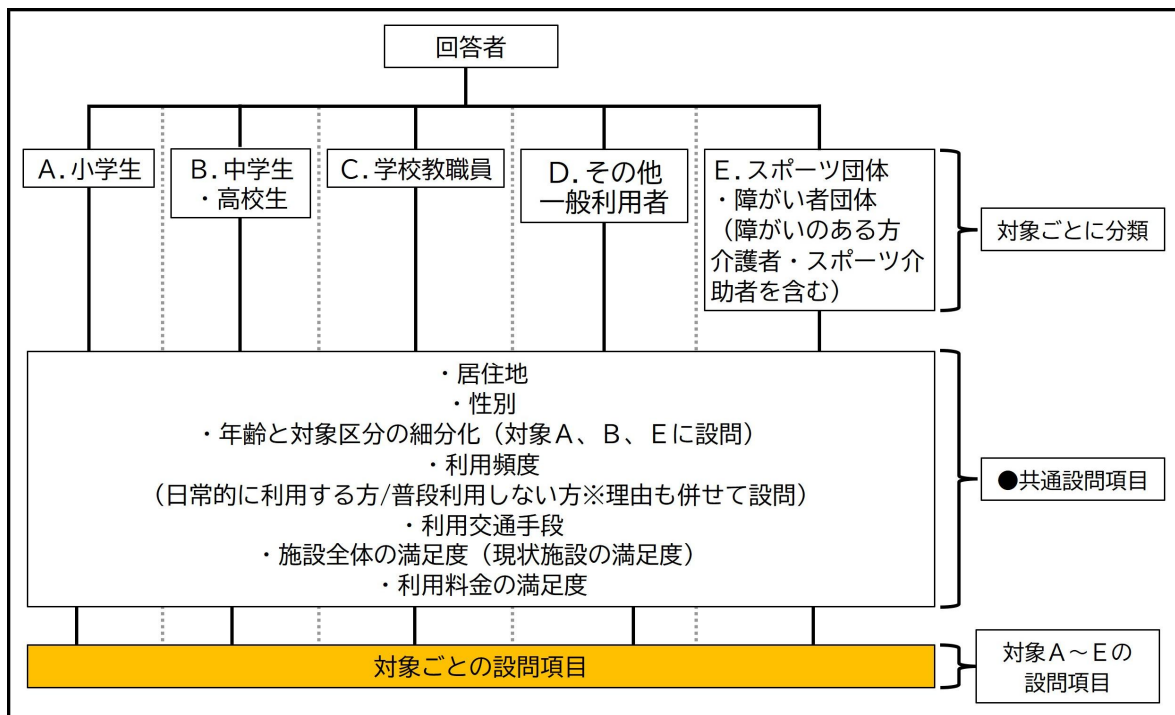 回答者
A.小学生
B.中学生
・高校生
C.学校教職員
D.その他
一般利用者
E.スポーツ団体
・障がい者団体
（障がいのある方
介護者・スポーツ介
助者を含む）
対象ごとに分類
・居住地
・性別
・年齢と対象区分の細分化（対象A、B、Eに設問）
・利用頻度
（日常的に利用する方/普段利用しない方※理由も併せて設問）
・利用交通手段
・施設全体の満足度（現状施設の満足度）
・利用料金の満足度
●共通設問項目
対象ごとの設問項目
対象A～Eの
設問項目